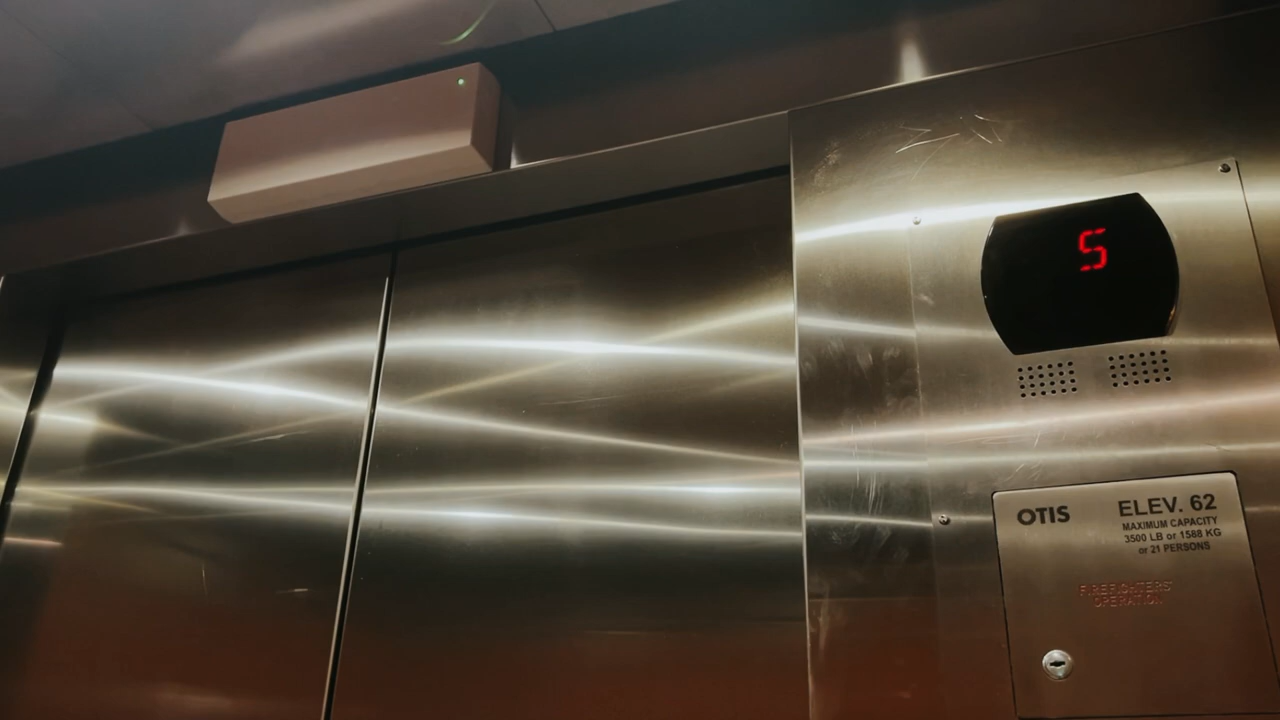 5
OTIS
ELEV. 62
MAXIMUM CAPACITY
3500 LB or 1588 KG
or 21 PERSONS
FIREFIGHTERS'
OPERATION